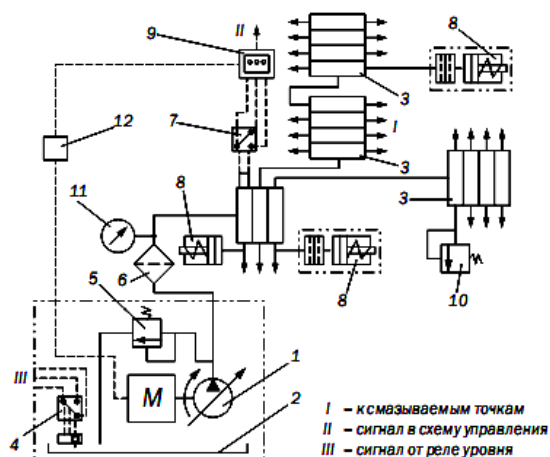 II
9
8
3
12
7
I
3
11
8
3
6
8
10
5
1
III
M
2
4
I – к смазываемым точкам
II – сигнал в схему управления
III – сигнал от реле уровня